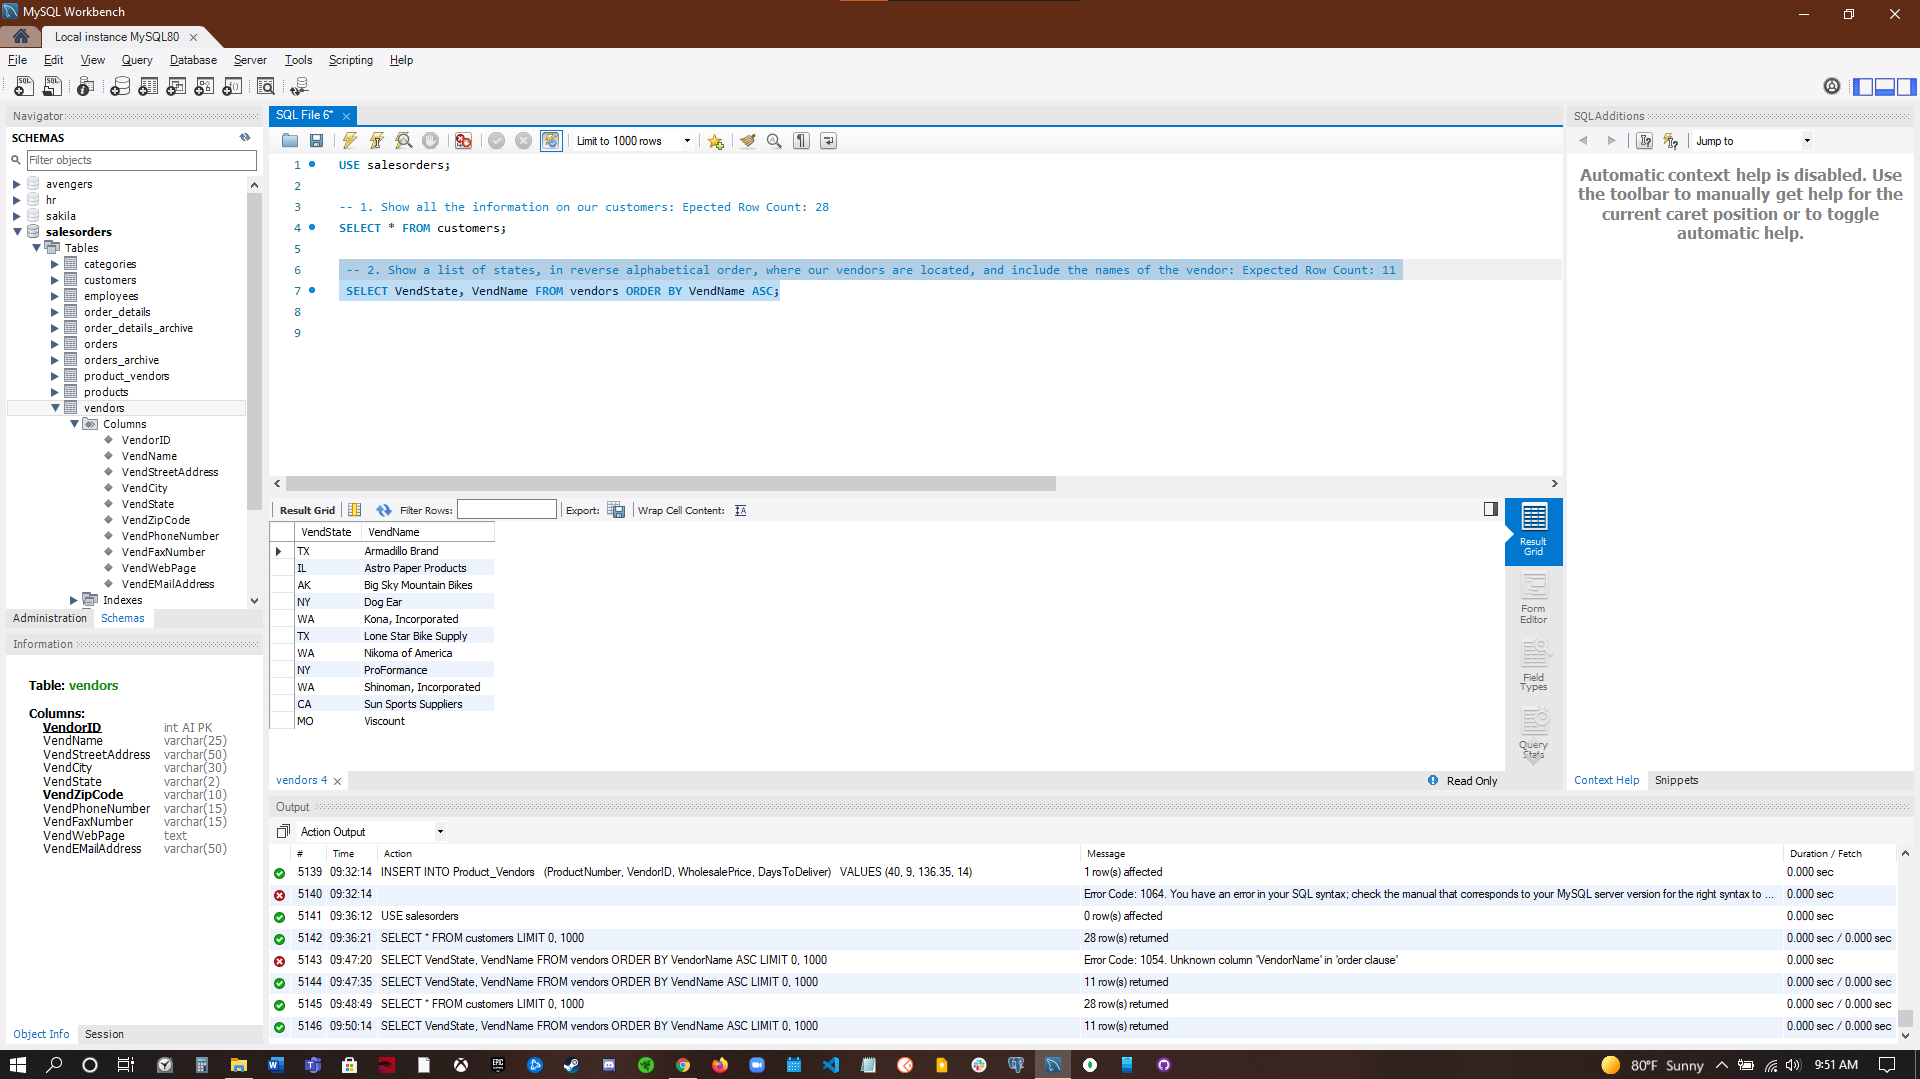 MySQL Workbench
Local instance MySQL80
File Edit View Query Database Server Tools Scripting Help
Navigator
SCHEMAS
Filter objects
avengers
hr
sakila
salesorders
Tables
categories
customers
employees
order_details
order_details_archive
orders
orders_archive
product_vendors
products
vendors
Columns
VendorID
VendName
VendStreetAddress
VendCity
VendState
VendZipCode
VendPhoneNumber
VendFaxNumber
VendWebPage
VendEMailAddress
Indexes
Administration Schemas
Information
Table: vendors
Columns:
VendorID int AI PK
VendName varchar(25)
VendStreetAddress varchar(50)
VendCity varchar(30)
VendState varchar(2)
VendZipCode varchar(10)
VendPhoneNumber varchar(15)
VendFaxNumber varchar(15)
VendWebPage text
VendEMailAddress varchar(50)
Object Info Session
SQL File 6*
Limit to 1000 rows
1 USE salesorders;
2
3 -- 1. Show all the information on our customers: Epected Row Count: 28
4 SELECT * FROM customers;
5
6 -- 2. Show a list of states, in reverse alphabetical order, where our vendors are located, and include the names of the vendor: Expected Row Count: 11
7 SELECT VendState, VendName FROM vendors ORDER BY VendName ASC;
8
9
Result Grid Filter Rows: Export: Wrap Cell Content:
VendState VendName
TX Armadillo Brand
IL Astro Paper Products
AK Big Sky Mountain Bikes
NY Dog Ear
WA Kona, Incorporated
TX Lone Star Bike Supply
WA Nikoma of America
NY ProFormance
WA Shinoman, Incorporated
CA Sun Sports Suppliers
MO Viscount
Result Grid
Form Editor
Field Types
Query Stats
vendors 4
Read Only
SQLAdditions
Jump to
Automatic context help is disabled. Use
the toolbar to manually get help for the
current caret position or to toggle
automatic help.
Context Help Snippets
Output
Action Output
# Time Action Message Duration / Fetch
5139 09:32:14 INSERT INTO Product_Vendors (ProductNumber, VendorID, WholesalePrice, DaysToDeliver) VALUES (40, 9, 136.35, 14) 1 row(s) affected 0.000 sec
5140 09:32:14 Error Code: 1064. You have an error in your SQL syntax; check the manual that corresponds to your MySQL server version for the right syntax to ... 0.000 sec
5141 09:36:12 USE salesorders 0 row(s) affected 0.000 sec
5142 09:36:21 SELECT * FROM customers LIMIT 0, 1000 28 row(s) returned 0.000 sec / 0.000 sec
5143 09:47:20 SELECT VendState, VendName FROM vendors ORDER BY VendorName ASC LIMIT 0, 1000 Error Code: 1054. Unknown column 'VendorName' in 'order clause' 0.000 sec
5144 09:47:35 SELECT VendState, VendName FROM vendors ORDER BY VendName ASC LIMIT 0, 1000 11 row(s) returned 0.000 sec / 0.000 sec
5145 09:48:49 SELECT * FROM customers LIMIT 0, 1000 28 row(s) returned 0.000 sec / 0.000 sec
5146 09:50:14 SELECT VendState, VendName FROM vendors ORDER BY VendName ASC LIMIT 0, 1000 11 row(s) returned 0.000 sec / 0.000 sec
80°F Sunny 9:51 AM